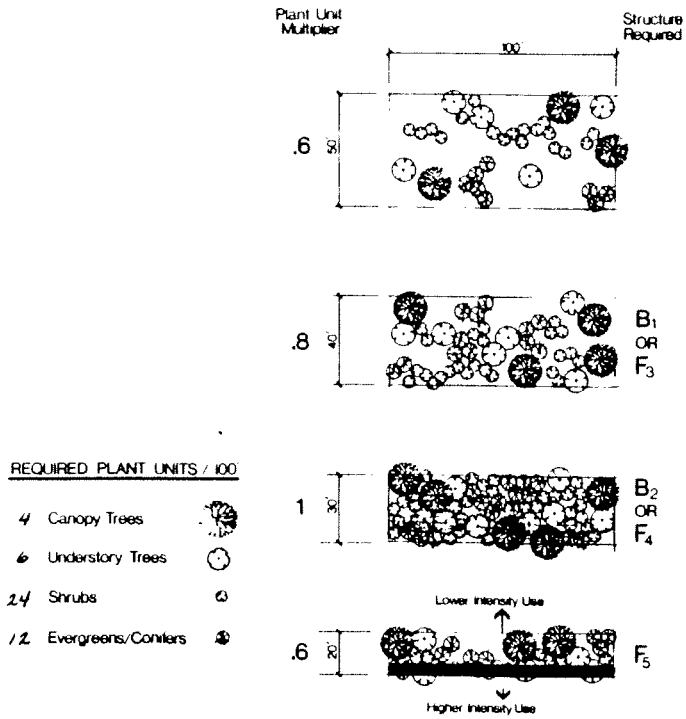 Plant Unit
Multiplier
Structure
Required
100'
.6
50'
.8
40'
B1
OR
F3
REQUIRED PLANT UNITS / 100'
4 Canopy Trees
6 Understory Trees
24 Shrubs
12 Evergreens/Conifers
1
30'
B2
OR
F4
Lower Intensity Use
.6
20'
F5
Higher Intensity Use